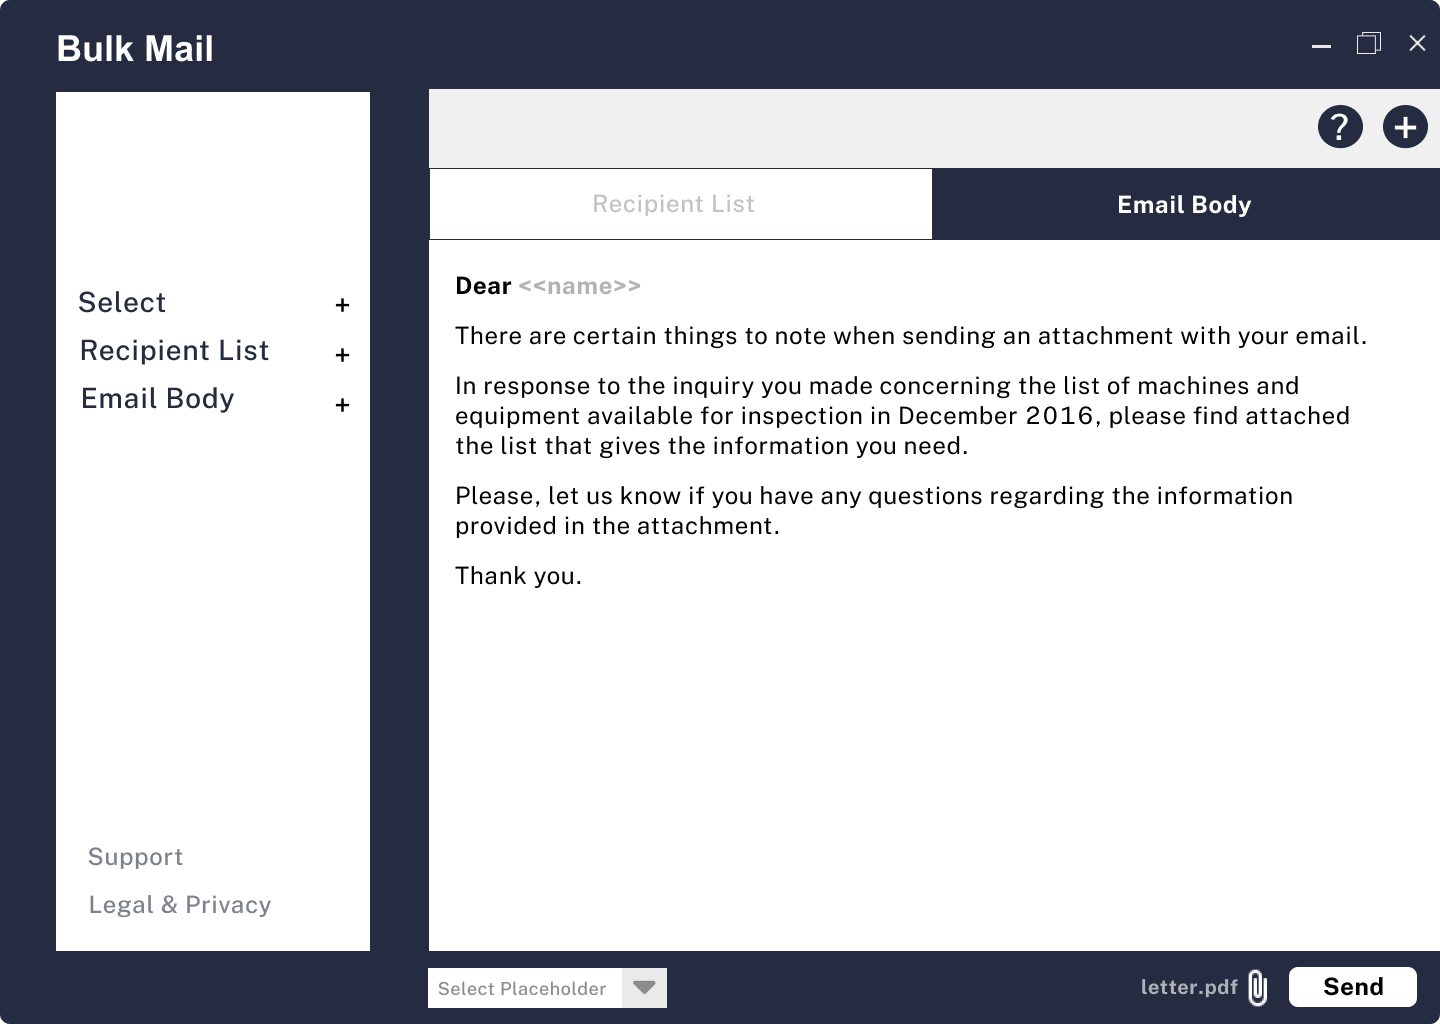 Bulk Mail
Select +
Recipient List +
Email Body +
Support
Legal & Privacy
? +
Recipient List
Email Body
Dear <<name>>
There are certain things to note when sending an attachment with your email.
In response to the inquiry you made concerning the list of machines and
equipment available for inspection in December 2016, please find attached
the list that gives the information you need.
Please, let us know if you have any questions regarding the information
provided in the attachment.
Thank you.
Select Placeholder
letter.pdf
Send